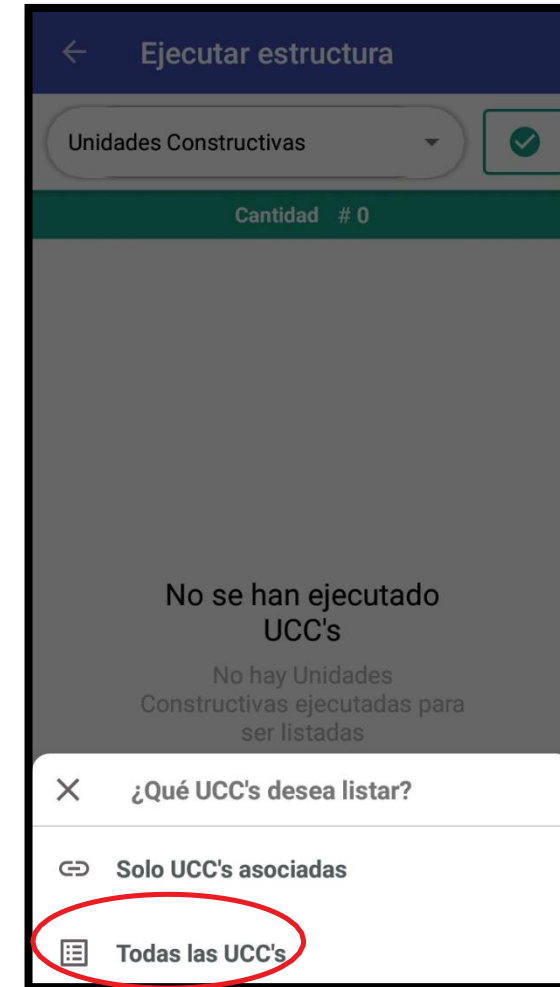 Ejecutar estructura
Unidades Constructivas
Cantidad # 0
No se han ejecutado
UCC's
No hay Unidades
Constructivas ejecutadas para
ser listadas
¿Qué UCC's desea listar?
Solo UCC's asociadas
Todas las UCC's